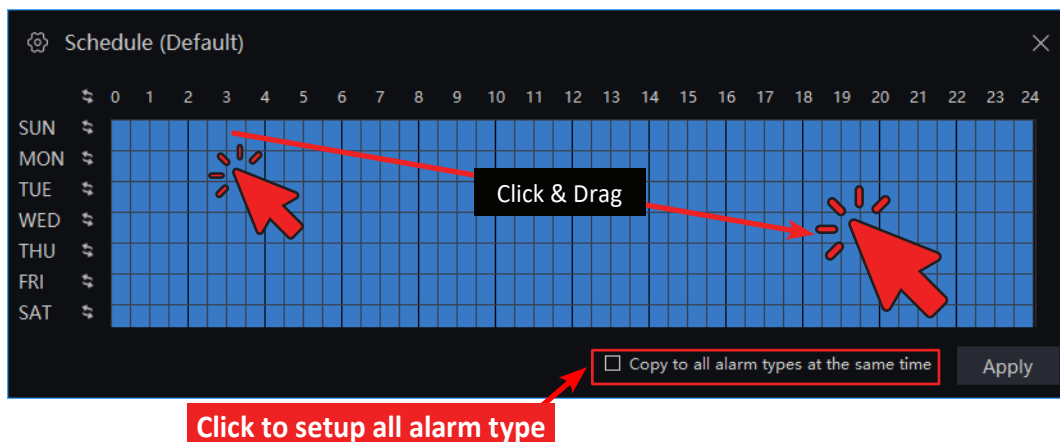 Schedule (Default)
0 1 2 3 4 5 6 7 8 9 10 11 12 13 14 15 16 17 18 19 20 21 22 23 24
SUN
MON
TUE
Click & Drag
WED
THU
FRI
SAT
Copy to all alarm types at the same time
Apply
Click to setup all alarm type